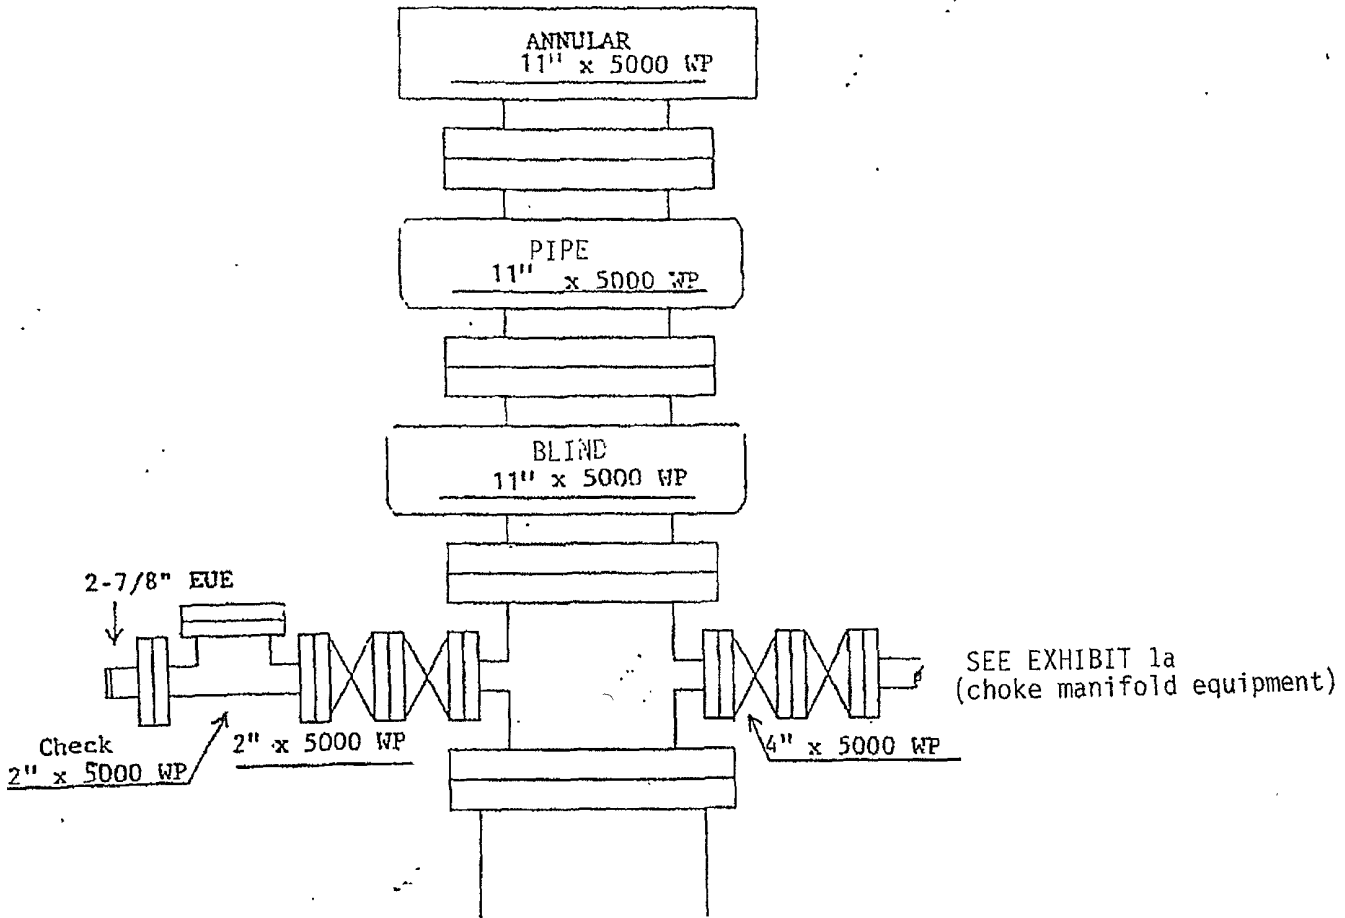 ANNULAR
11" x 5000 WP
PIPE
11" x 5000 WP
BLIND
11" x 5000 WP
2-7/8" EUE
SEE EXHIBIT 1a
(choke manifold equipment)
Check
2" x 5000 WP
2" x 5000 WP
4" x 5000 WP